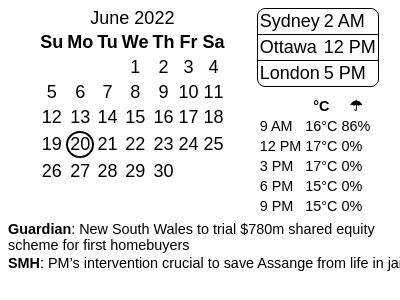 June 2022
Su Mo Tu We Th Fr Sa
1 2 3 4
5 6 7 8 9 10 11
12 13 14 15 16 17 18
19 20 21 22 23 24 25
26 27 28 29 30
Sydney 2 AM
Ottawa 12 PM
London 5 PM
°C ☂
9 AM 16°C 86%
12 PM 17°C 0%
3 PM 17°C 0%
6 PM 15°C 0%
9 PM 15°C 0%
Guardian: New South Wales to trial $780m shared equity
scheme for first homebuyers
SMH: PM's intervention crucial to save Assange from life in jai